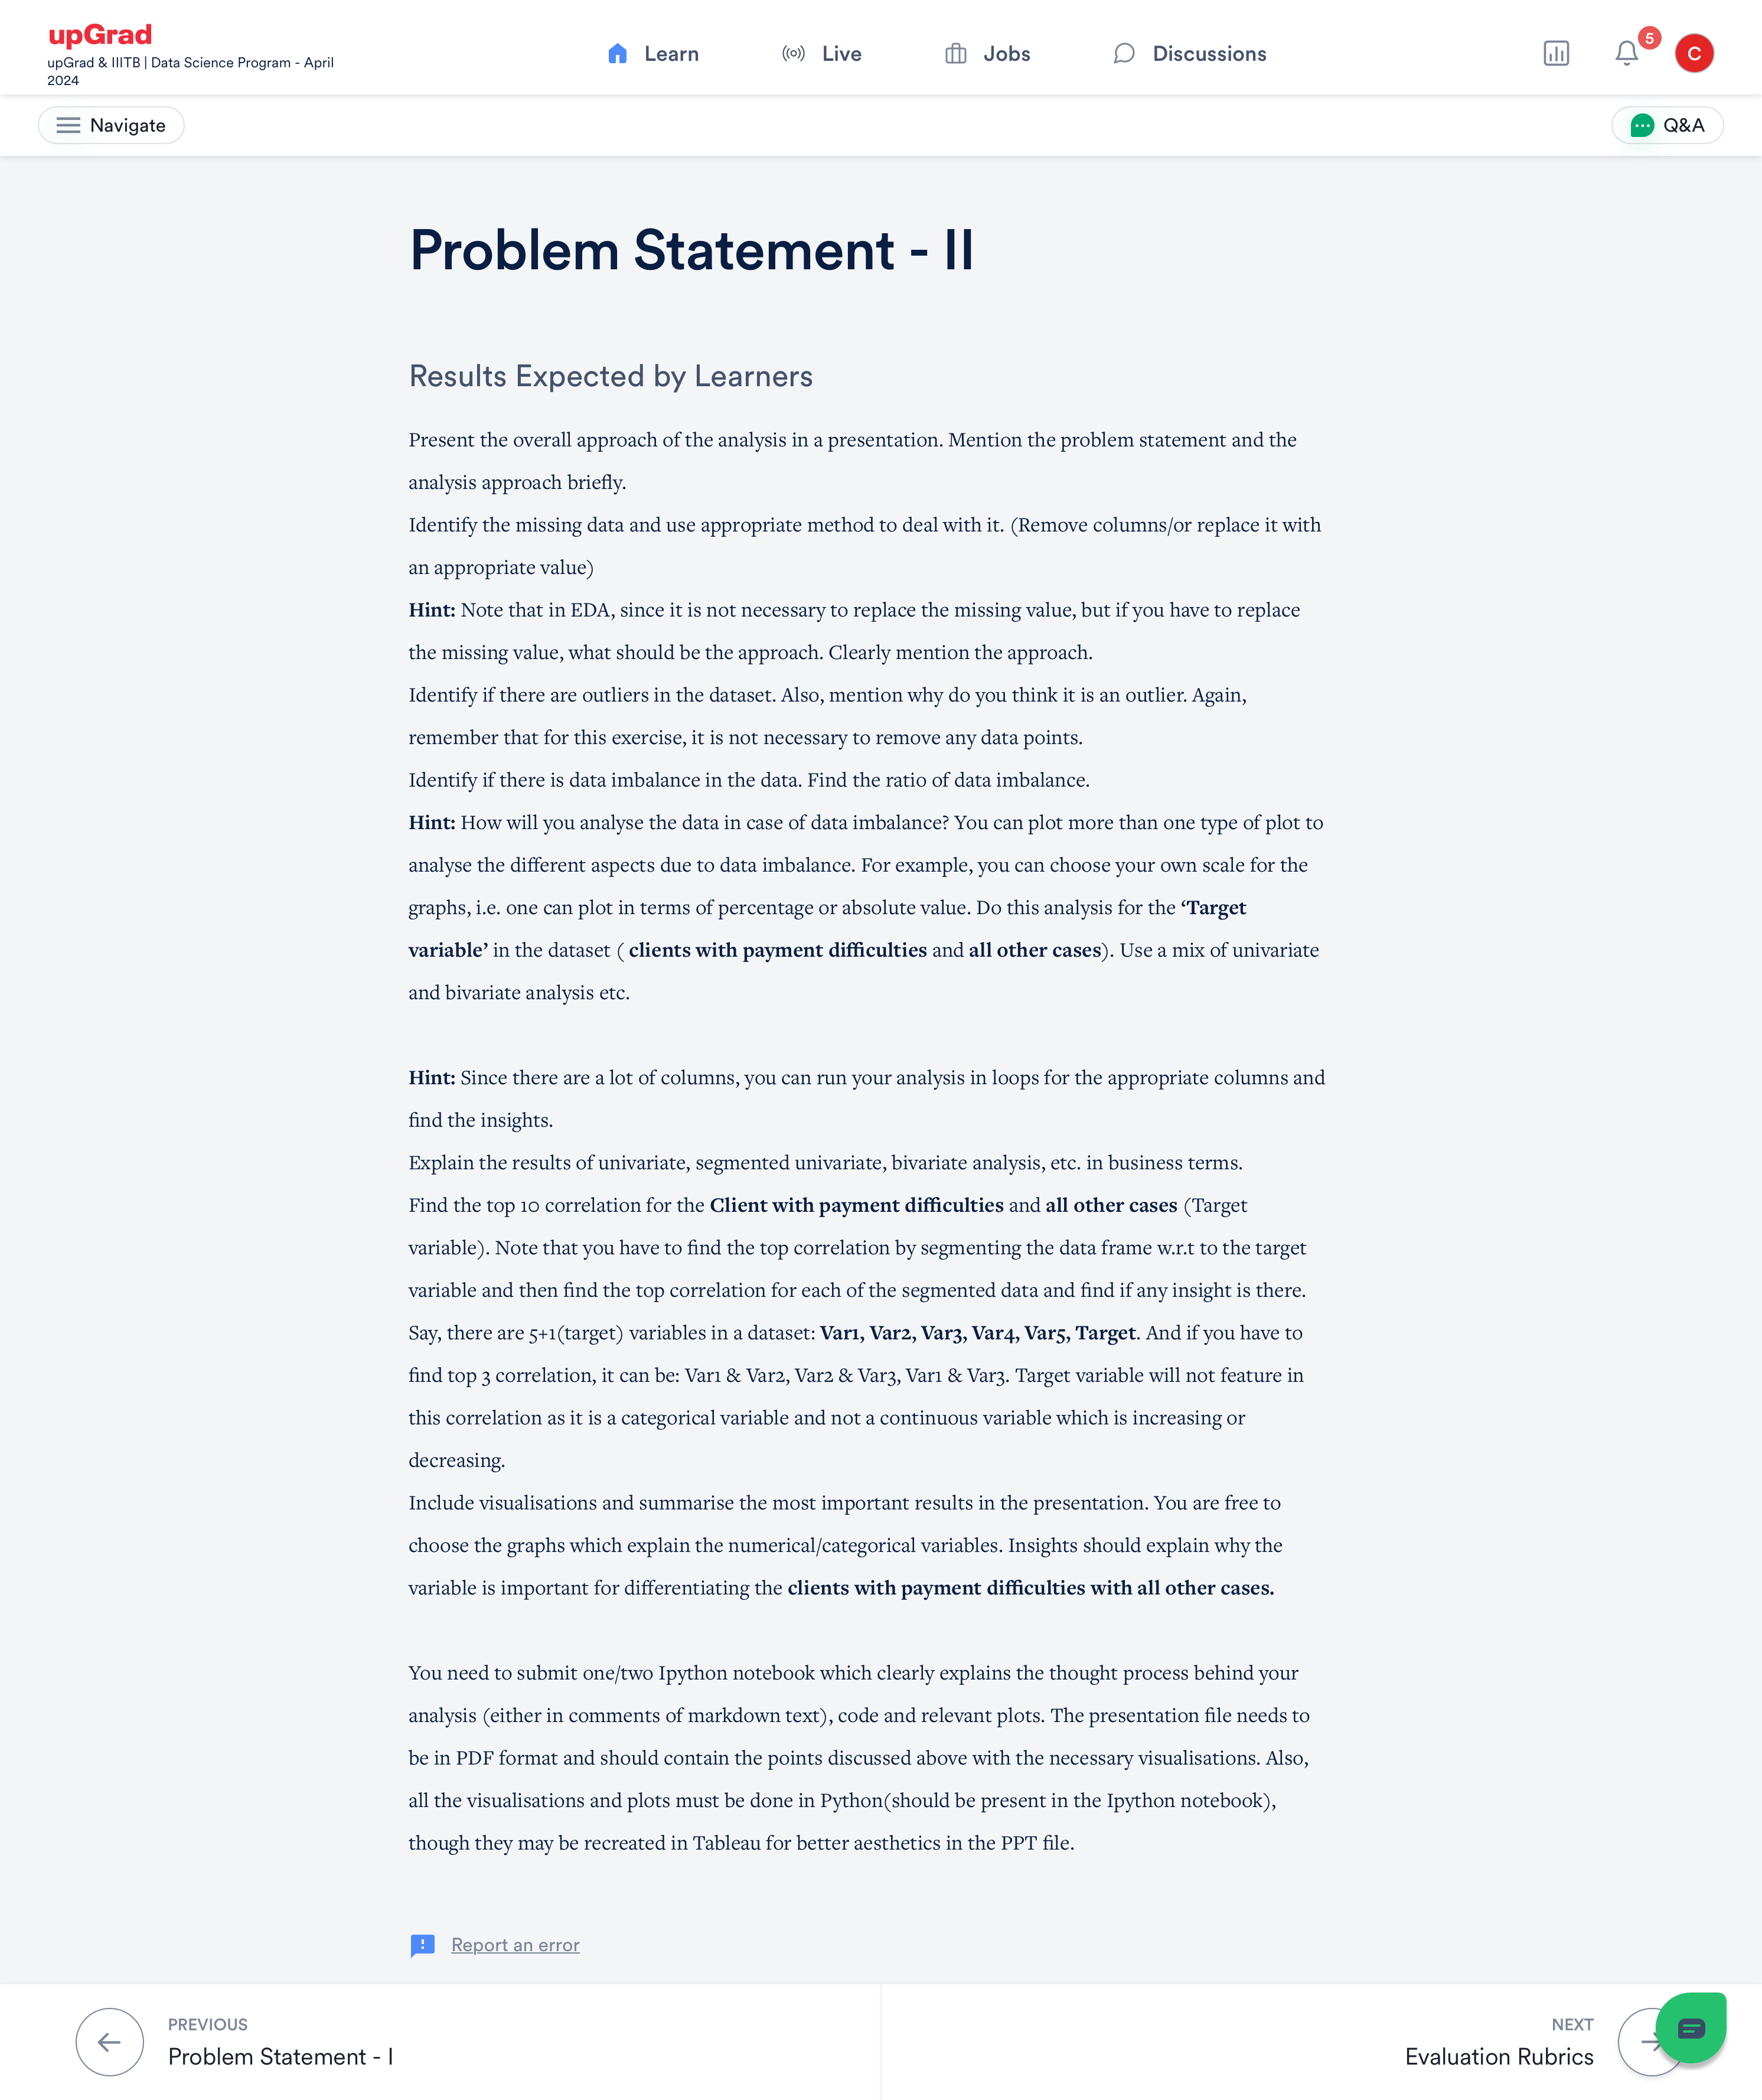 upGrad
upGrad & IIITB | Data Science Program - April
2024
Learn
Live
Jobs
Discussions
5
C
Navigate
Q&A
Problem Statement - II
Results Expected by Learners
Present the overall approach of the analysis in a presentation. Mention the problem statement and the
analysis approach briefly.
Identify the missing data and use appropriate method to deal with it. (Remove columns/or replace it with
an appropriate value)
Hint: Note that in EDA, since it is not necessary to replace the missing value, but if you have to replace
the missing value, what should be the approach. Clearly mention the approach.
Identify if there are outliers in the dataset. Also, mention why do you think it is an outlier. Again,
remember that for this exercise, it is not necessary to remove any data points.
Identify if there is data imbalance in the data. Find the ratio of data imbalance.
Hint: How will you analyse the data in case of data imbalance? You can plot more than one type of plot to
analyse the different aspects due to data imbalance. For example, you can choose your own scale for the
graphs, i.e. one can plot in terms of percentage or absolute value. Do this analysis for the ‘Target
variable’ in the dataset ( clients with payment difficulties and all other cases). Use a mix of univariate
and bivariate analysis etc.
Hint: Since there are a lot of columns, you can run your analysis in loops for the appropriate columns and
find the insights.
Explain the results of univariate, segmented univariate, bivariate analysis, etc. in business terms.
Find the top 10 correlation for the Client with payment difficulties and all other cases (Target
variable). Note that you have to find the top correlation by segmenting the data frame w.r.t to the target
variable and then find the top correlation for each of the segmented data and find if any insight is there.
Say, there are 5+1(target) variables in a dataset: Var1, Var2, Var3, Var4, Var5, Target. And if you have to
find top 3 correlation, it can be: Var1 & Var2, Var2 & Var3, Var1 & Var3. Target variable will not feature in
this correlation as it is a categorical variable and not a continuous variable which is increasing or
decreasing.
Include visualisations and summarise the most important results in the presentation. You are free to
choose the graphs which explain the numerical/categorical variables. Insights should explain why the
variable is important for differentiating the clients with payment difficulties with all other cases.
You need to submit one/two Ipython notebook which clearly explains the thought process behind your
analysis (either in comments of markdown text), code and relevant plots. The presentation file needs to
be in PDF format and should contain the points discussed above with the necessary visualisations. Also,
all the visualisations and plots must be done in Python(should be present in the Ipython notebook),
though they may be recreated in Tableau for better aesthetics in the PPT file.
Report an error
PREVIOUS
Problem Statement - I
NEXT
Evaluation Rubrics